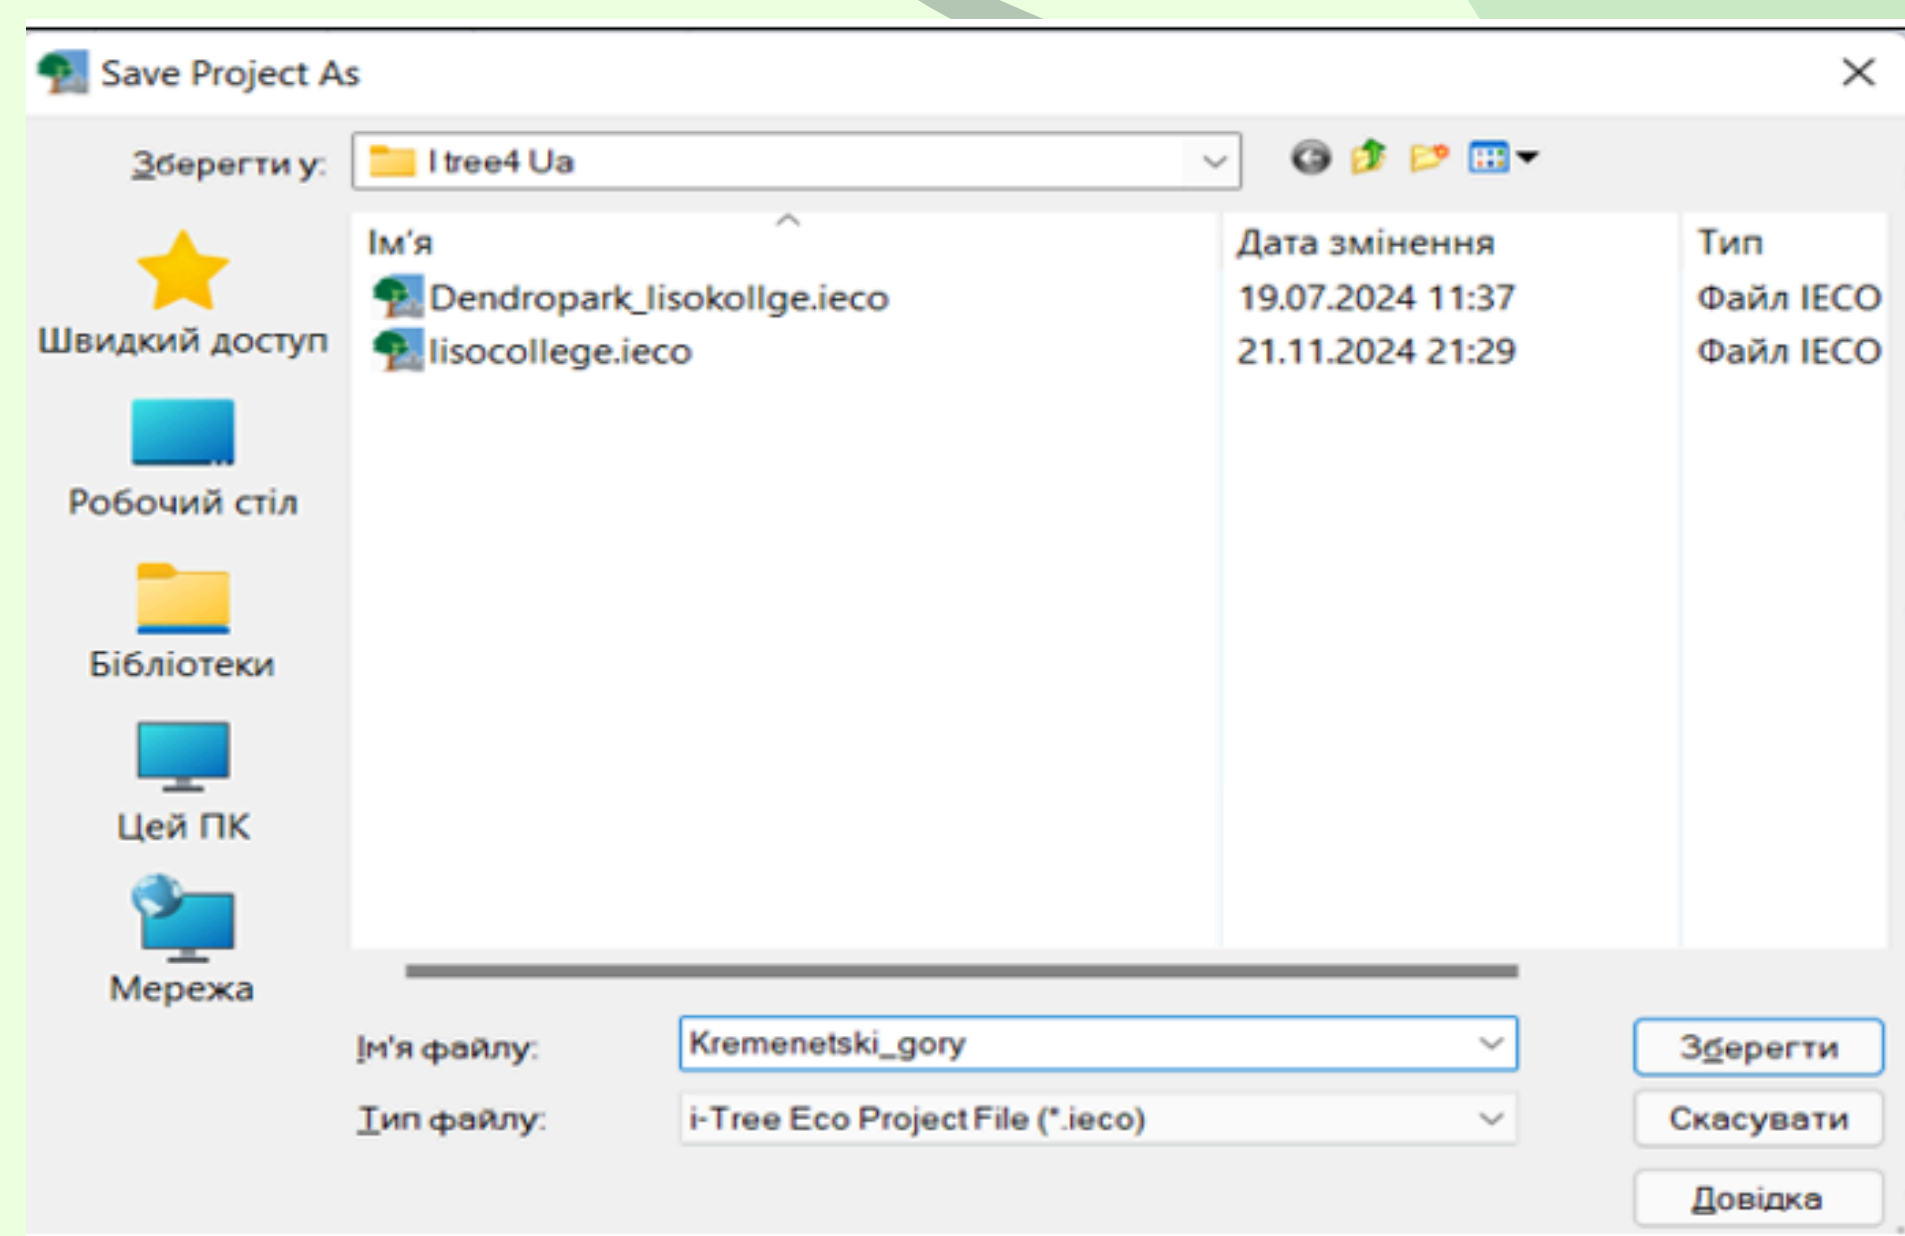 Save Project As
Зберегти у: I tree4 Ua
Ім'я Дата змінення Тип
Dendropark_lisokollge.ieco 19.07.2024 11:37 Файл IECO
lisocollege.ieco 21.11.2024 21:29 Файл IECO
Швидкий доступ
Робочий стіл
Бібліотеки
Цей ПК
Мережа
Ім'я файлу: Kremenetski_gory Зберегти
Тип файлу: i-Tree Eco Project File (*.ieco) Скасувати
Довідка